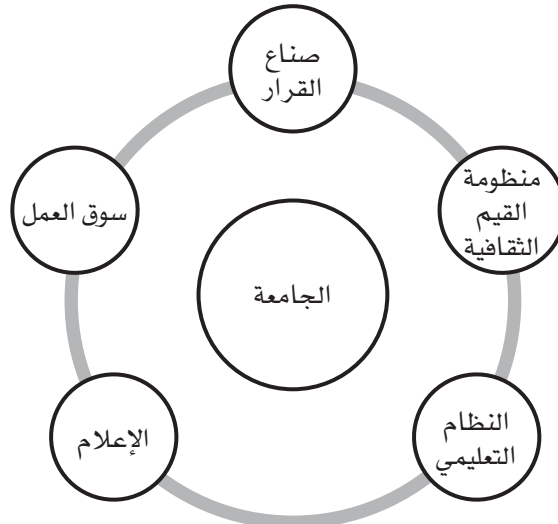 صناع
القرار
منظومة
القيم
الثقافية
سوق العمل
الجامعة
النظام
التعليمي
الإعلام